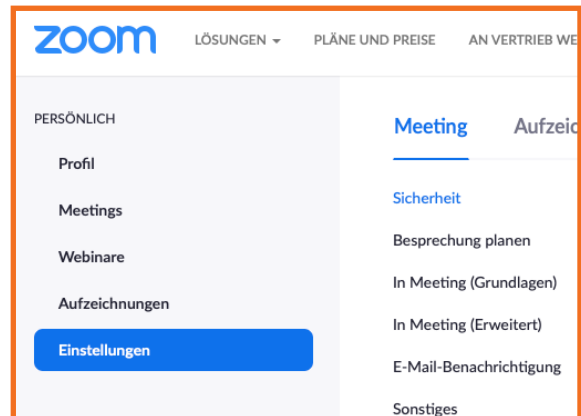 zoom LÖSUNGEN PLÄNE UND PREISE AN VERTRIEB WE
PERSÖNLICH
Profil
Meetings
Webinare
Aufzeichnungen
Einstellungen
Meeting Aufzeic
Sicherheit
Besprechung planen
In Meeting (Grundlagen)
In Meeting (Erweitert)
E-Mail-Benachrichtigung
Sonstiges